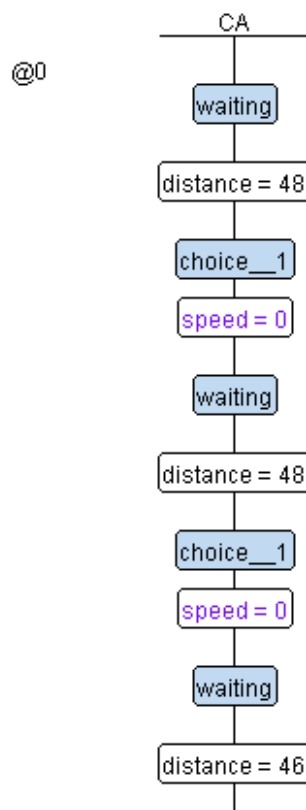 CA
@0
waiting
distance = 48
choice__1
speed = 0
waiting
distance = 48
choice__1
speed = 0
waiting
distance = 46